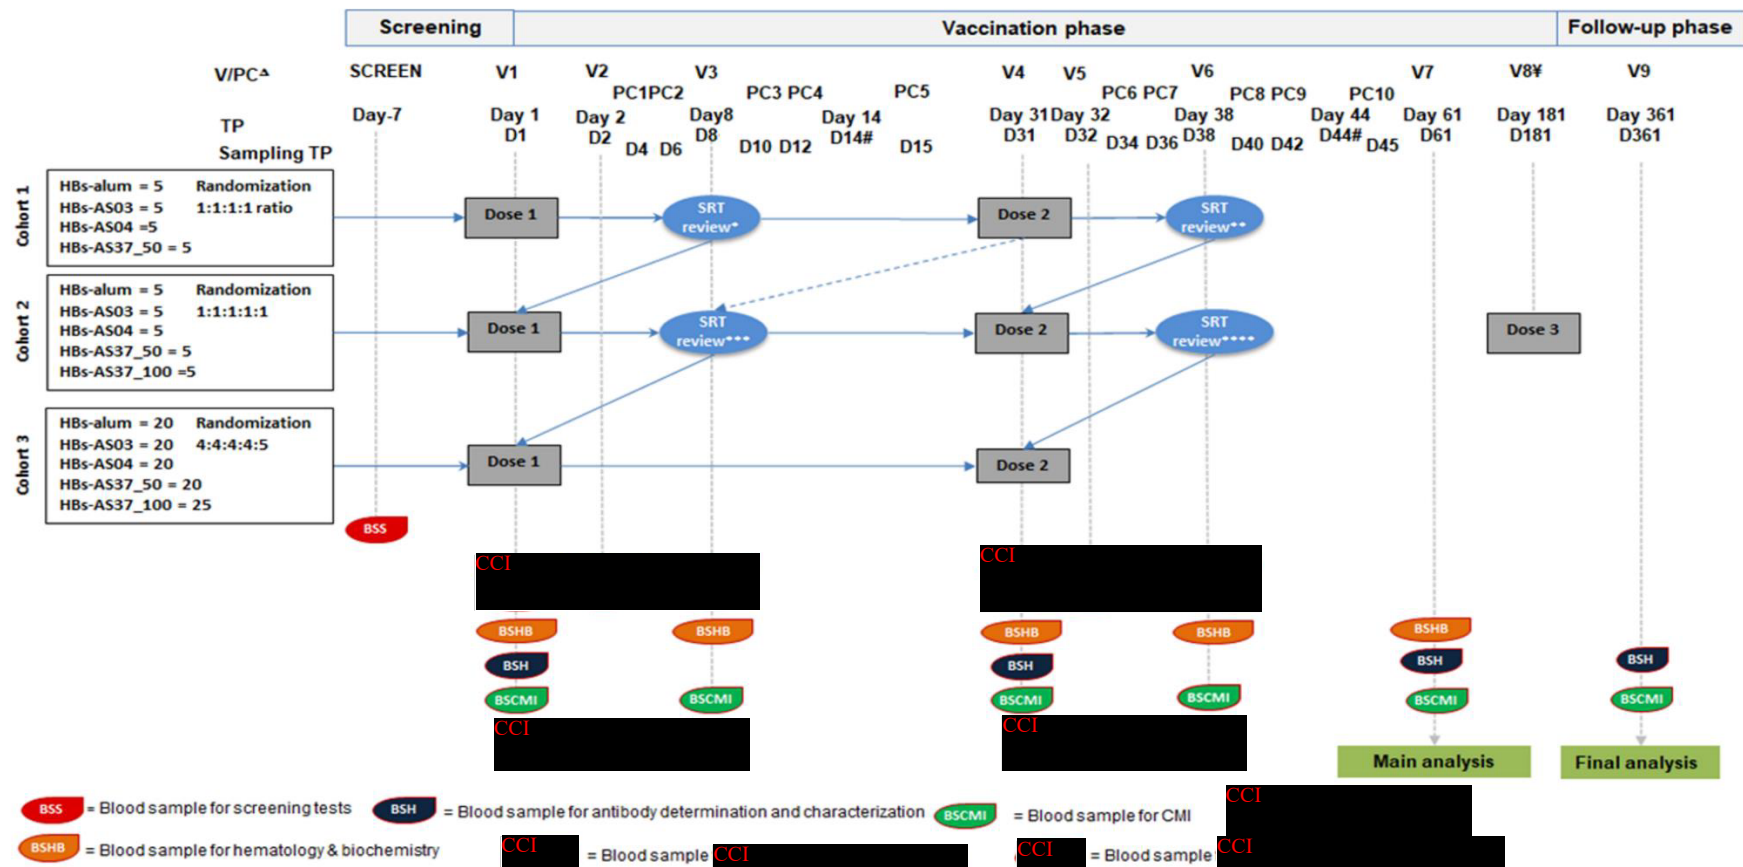 Screening Vaccination phase Follow-up phase
V/PC∆ SCREEN V1 V2 V3 V4 V5 V6 V7 V8¥ V9
PC1 PC2 PC3 PC4 PC5 PC6 PC7 PC8 PC9 PC10
TP Day-7 Day 1 Day 2 Day8 Day 14 Day 31 Day 32 Day 38 Day 44 Day 61 Day 181 Day 361
Sampling TP D1 D2 D4 D6 D8 D10 D12 D14# D15 D31 D32 D34 D36 D38 D40 D42 D44# D45 D61 D181 D361
Cohort 1
HBs-alum = 5 Randomization
HBs-AS03 = 5 1:1:1:1 ratio
HBs-AS04 =5
HBs-AS37_50 = 5
Dose 1
SRT
review*
Dose 2
SRT
review**
Cohort 2
HBs-alum = 5 Randomization
HBs-AS03 = 5 1:1:1:1:1
HBs-AS04 = 5
HBs-AS37_50 = 5
HBs-AS37_100 =5
Dose 1
SRT
review***
Dose 2
SRT
review****
Dose 3
Cohort 3
HBs-alum = 20 Randomization
HBs-AS03 = 20 4:4:4:4:5
HBs-AS04 = 20
HBs-AS37_50 = 20
HBs-AS37_100 = 25
Dose 1
Dose 2
BSS
CCI CCI
BSHB BSHB BSHB BSHB BSHB
BSH BSH BSH BSH
BSCMI BSCMI BSCMI BSCMI BSCMI BSCMI
CCI CCI
Main analysis Final analysis
BSS = Blood sample for screening tests BSH = Blood sample for antibody determination and characterization BSCMI = Blood sample for CMI CCI
BSHB = Blood sample for hematology & biochemistry CCI = Blood sample CCI CCI = Blood sample CCI